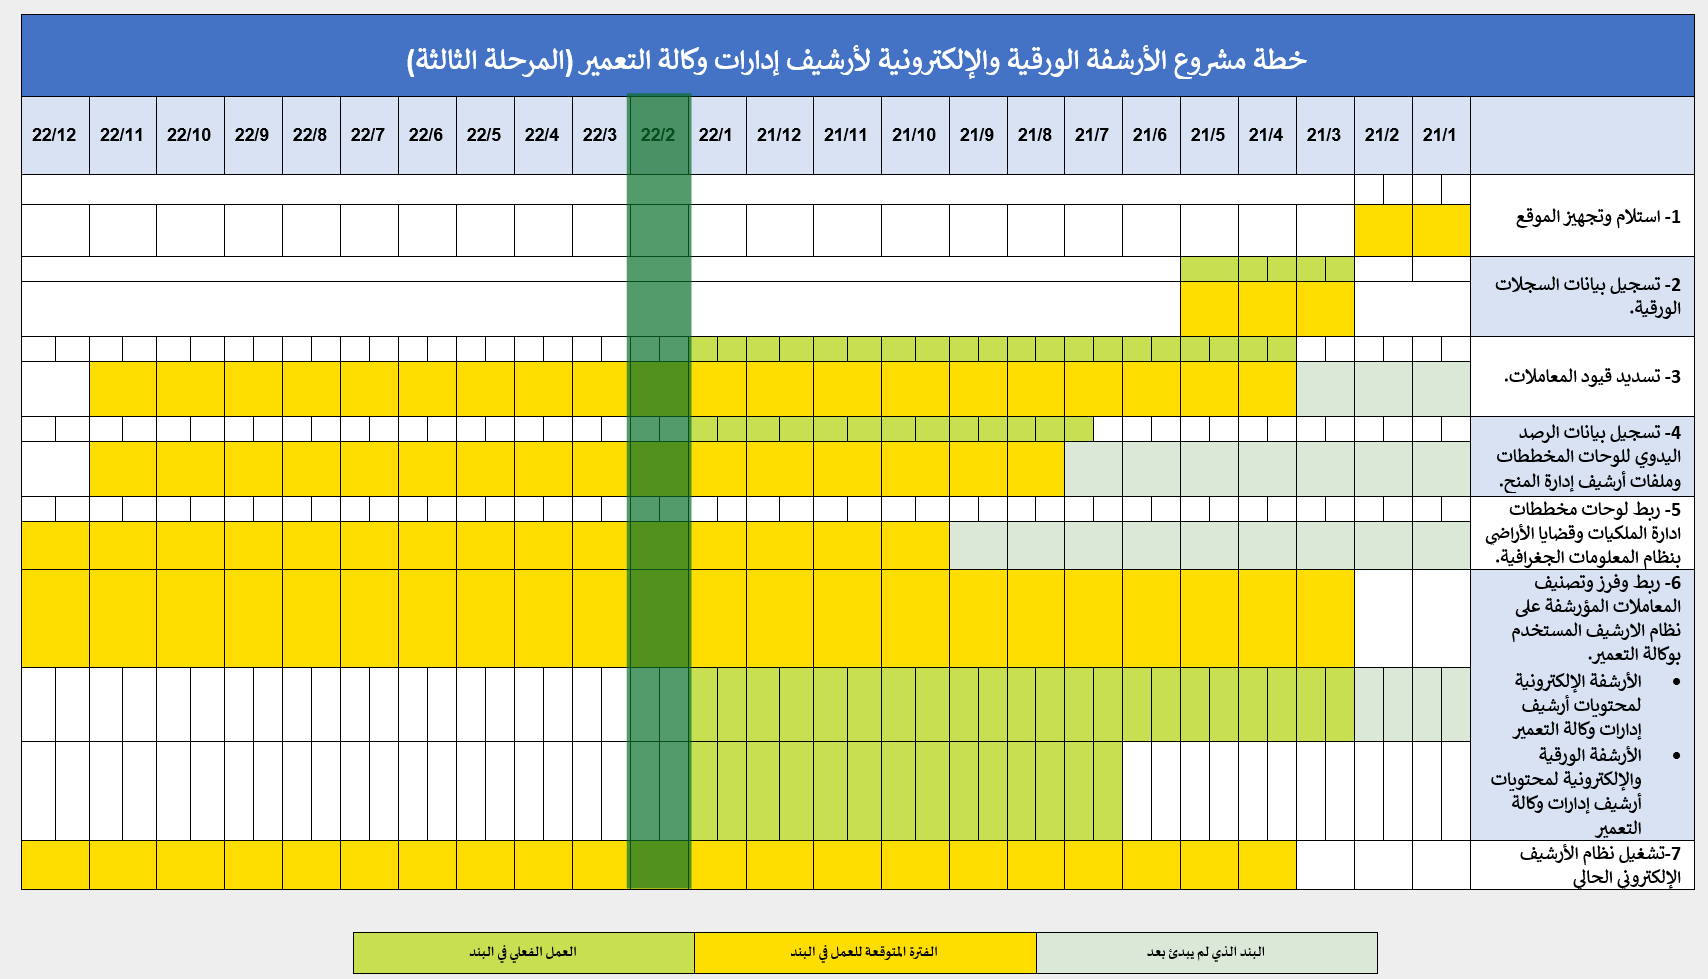 خطة مشروع الأرشفة الورقية والإلكترونية لأرشيف إدارات وكالة التعمير (المرحلة الثالثة)
21/1 21/2 21/3 21/4 21/5 21/6 21/7 21/8 21/9 21/10 21/11 21/12 22/1 22/2 22/3 22/4 22/5 22/6 22/7 22/8 22/9 22/10 22/11 22/12
1- استلام وتجهيز الموقع
2- تسجيل بيانات السجلات
الورقية.
3- تسديد قيود المعاملات.
4- تسجيل بيانات الرصد
اليدوي للوحات المخططات
وملفات أرشيف إدارة المنح.
5- ربط لوحات مخططات
ادارة الملكيات وقضايا الأراضي
بنظام المعلومات الجغرافية.
6- ربط وفرز وتصنيف
المعاملات المؤرشفة على
نظام الارشيف المستخدم
بوكالة التعمير.
• الأرشفة الإلكترونية
لمحتويات أرشيف
إدارات وكالة التعمير
• الأرشفة الورقية
والإلكترونية لمحتويات
أرشيف إدارات وكالة
التعمير
7-تشغيل نظام الأرشيف
الإلكتروني الحالي
البند الذي لم يبدئ بعد
الفترة المتوقعة للعمل في البند
العمل الفعلي في البند